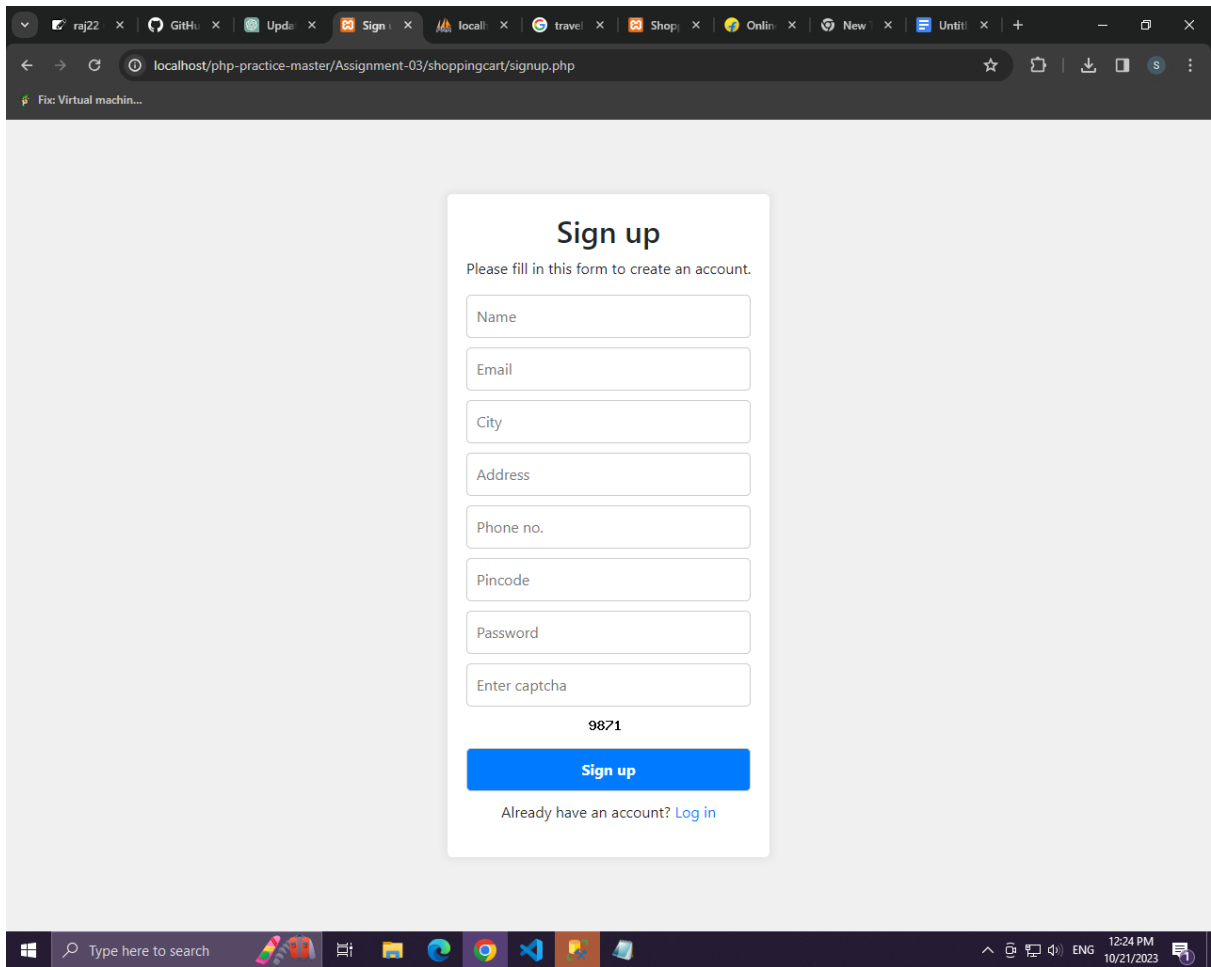 raj22
GitHu
Upda
Sign u
localh
travel
Shopp
Onlin
New T
Untitl
localhost/php-practice-master/Assignment-03/shoppingcart/signup.php
S
Fix: Virtual machin...
Sign up
Please fill in this form to create an account.
Name
Email
City
Address
Phone no.
Pincode
Password
Enter captcha
9871
Sign up
Already have an account? Log in
Type here to search
ENG
12:24 PM
10/21/2023
1